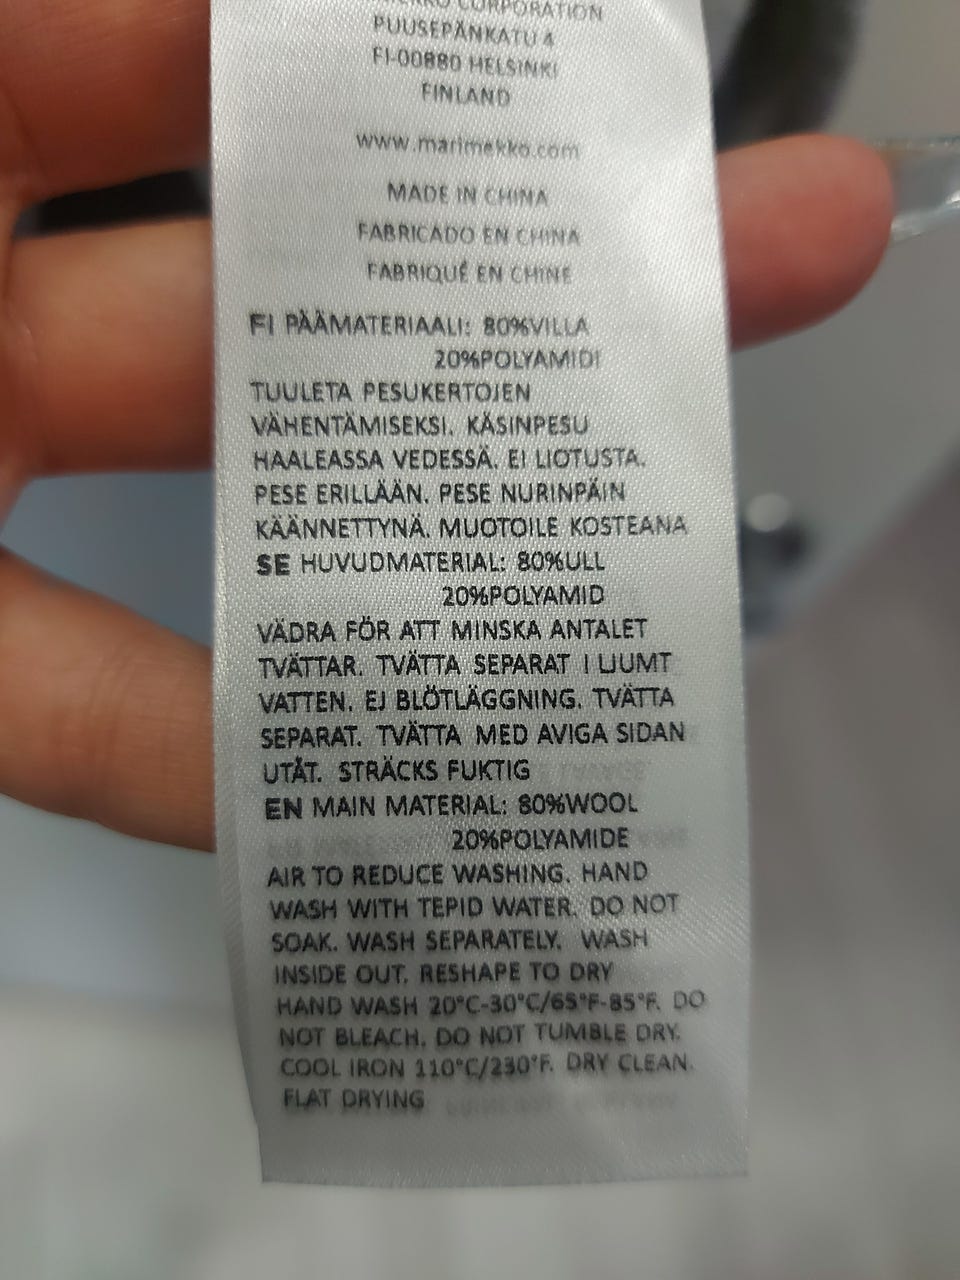 CORPORATION
PUUSEPÄNKATU 4
FI-00880 HELSINKI
FINLAND
www.marimekko.com
MADE IN CHINA
FABRICADO EN CHINA
FABRIQUÉ EN CHINE
FI PÄÄMATERIAALI: 80%VILLA
20%POLYAMIDI
TUULETA PESUKERTOJEN
VÄHENTÄMISEKSI. KÄSINPESU
HAALEASSA VEDESSÄ. EI LIOTUSTA.
PESE ERILLÄÄN. PESE NURINPÄIN
KÄÄNNETTYNÄ. MUOTOILE KOSTEANA
SE HUVUDMATERIAL: 80%ULL
20%POLYAMID
VÄDRA FÖR ATT MINSKA ANTALET
TVÄTTAR. TVÄTTA SEPARAT I LJUMT
VATTEN. EJ BLÖTLÄGGNING. TVÄTTA
SEPARAT. TVÄTTA MED AVIGA SIDAN
UTÅT. STRÄCKS FUKTIG
EN MAIN MATERIAL: 80%WOOL
20%POLYAMIDE
AIR TO REDUCE WASHING. HAND
WASH WITH TEPID WATER. DO NOT
SOAK. WASH SEPARATELY. WASH
INSIDE OUT. RESHAPE TO DRY
HAND WASH 20°C-30°C/65°F-85°F. DO
NOT BLEACH. DO NOT TUMBLE DRY.
COOL IRON 110°C/230°F. DRY CLEAN.
FLAT DRYING